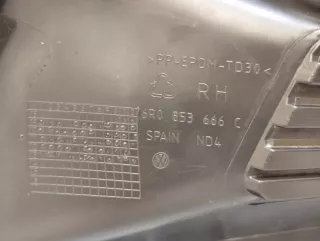 >PP-EPDM-TD30<
RH
6R0 853 666 C
SPAIN ND4